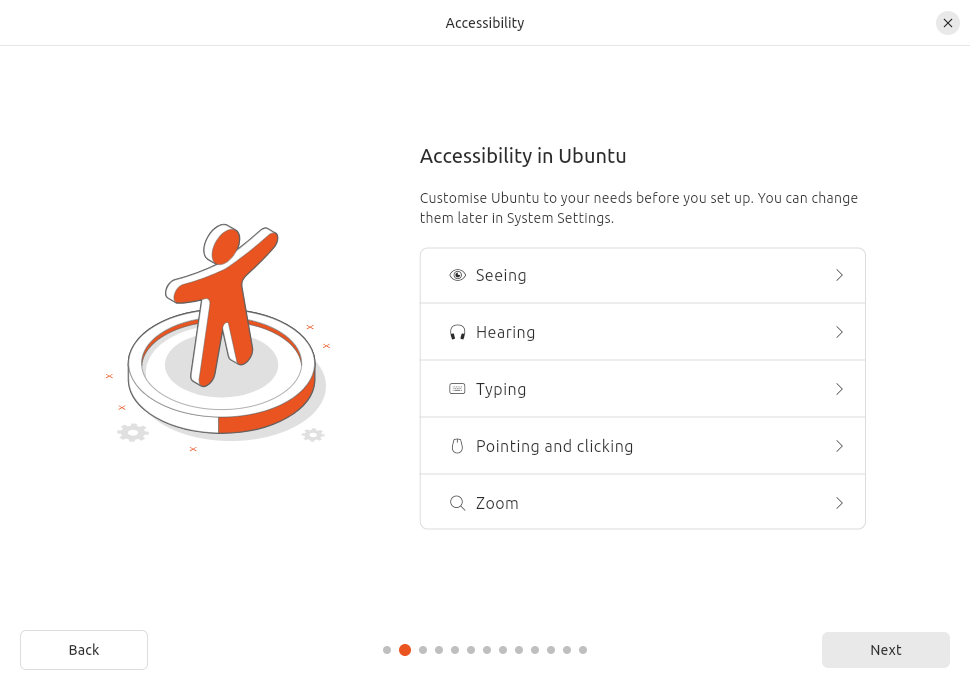 Accessibility
Accessibility in Ubuntu
Customise Ubuntu to your needs before you set up. You can change
them later in System Settings.
Seeing
Hearing
Typing
Pointing and clicking
Zoom
Back
Next